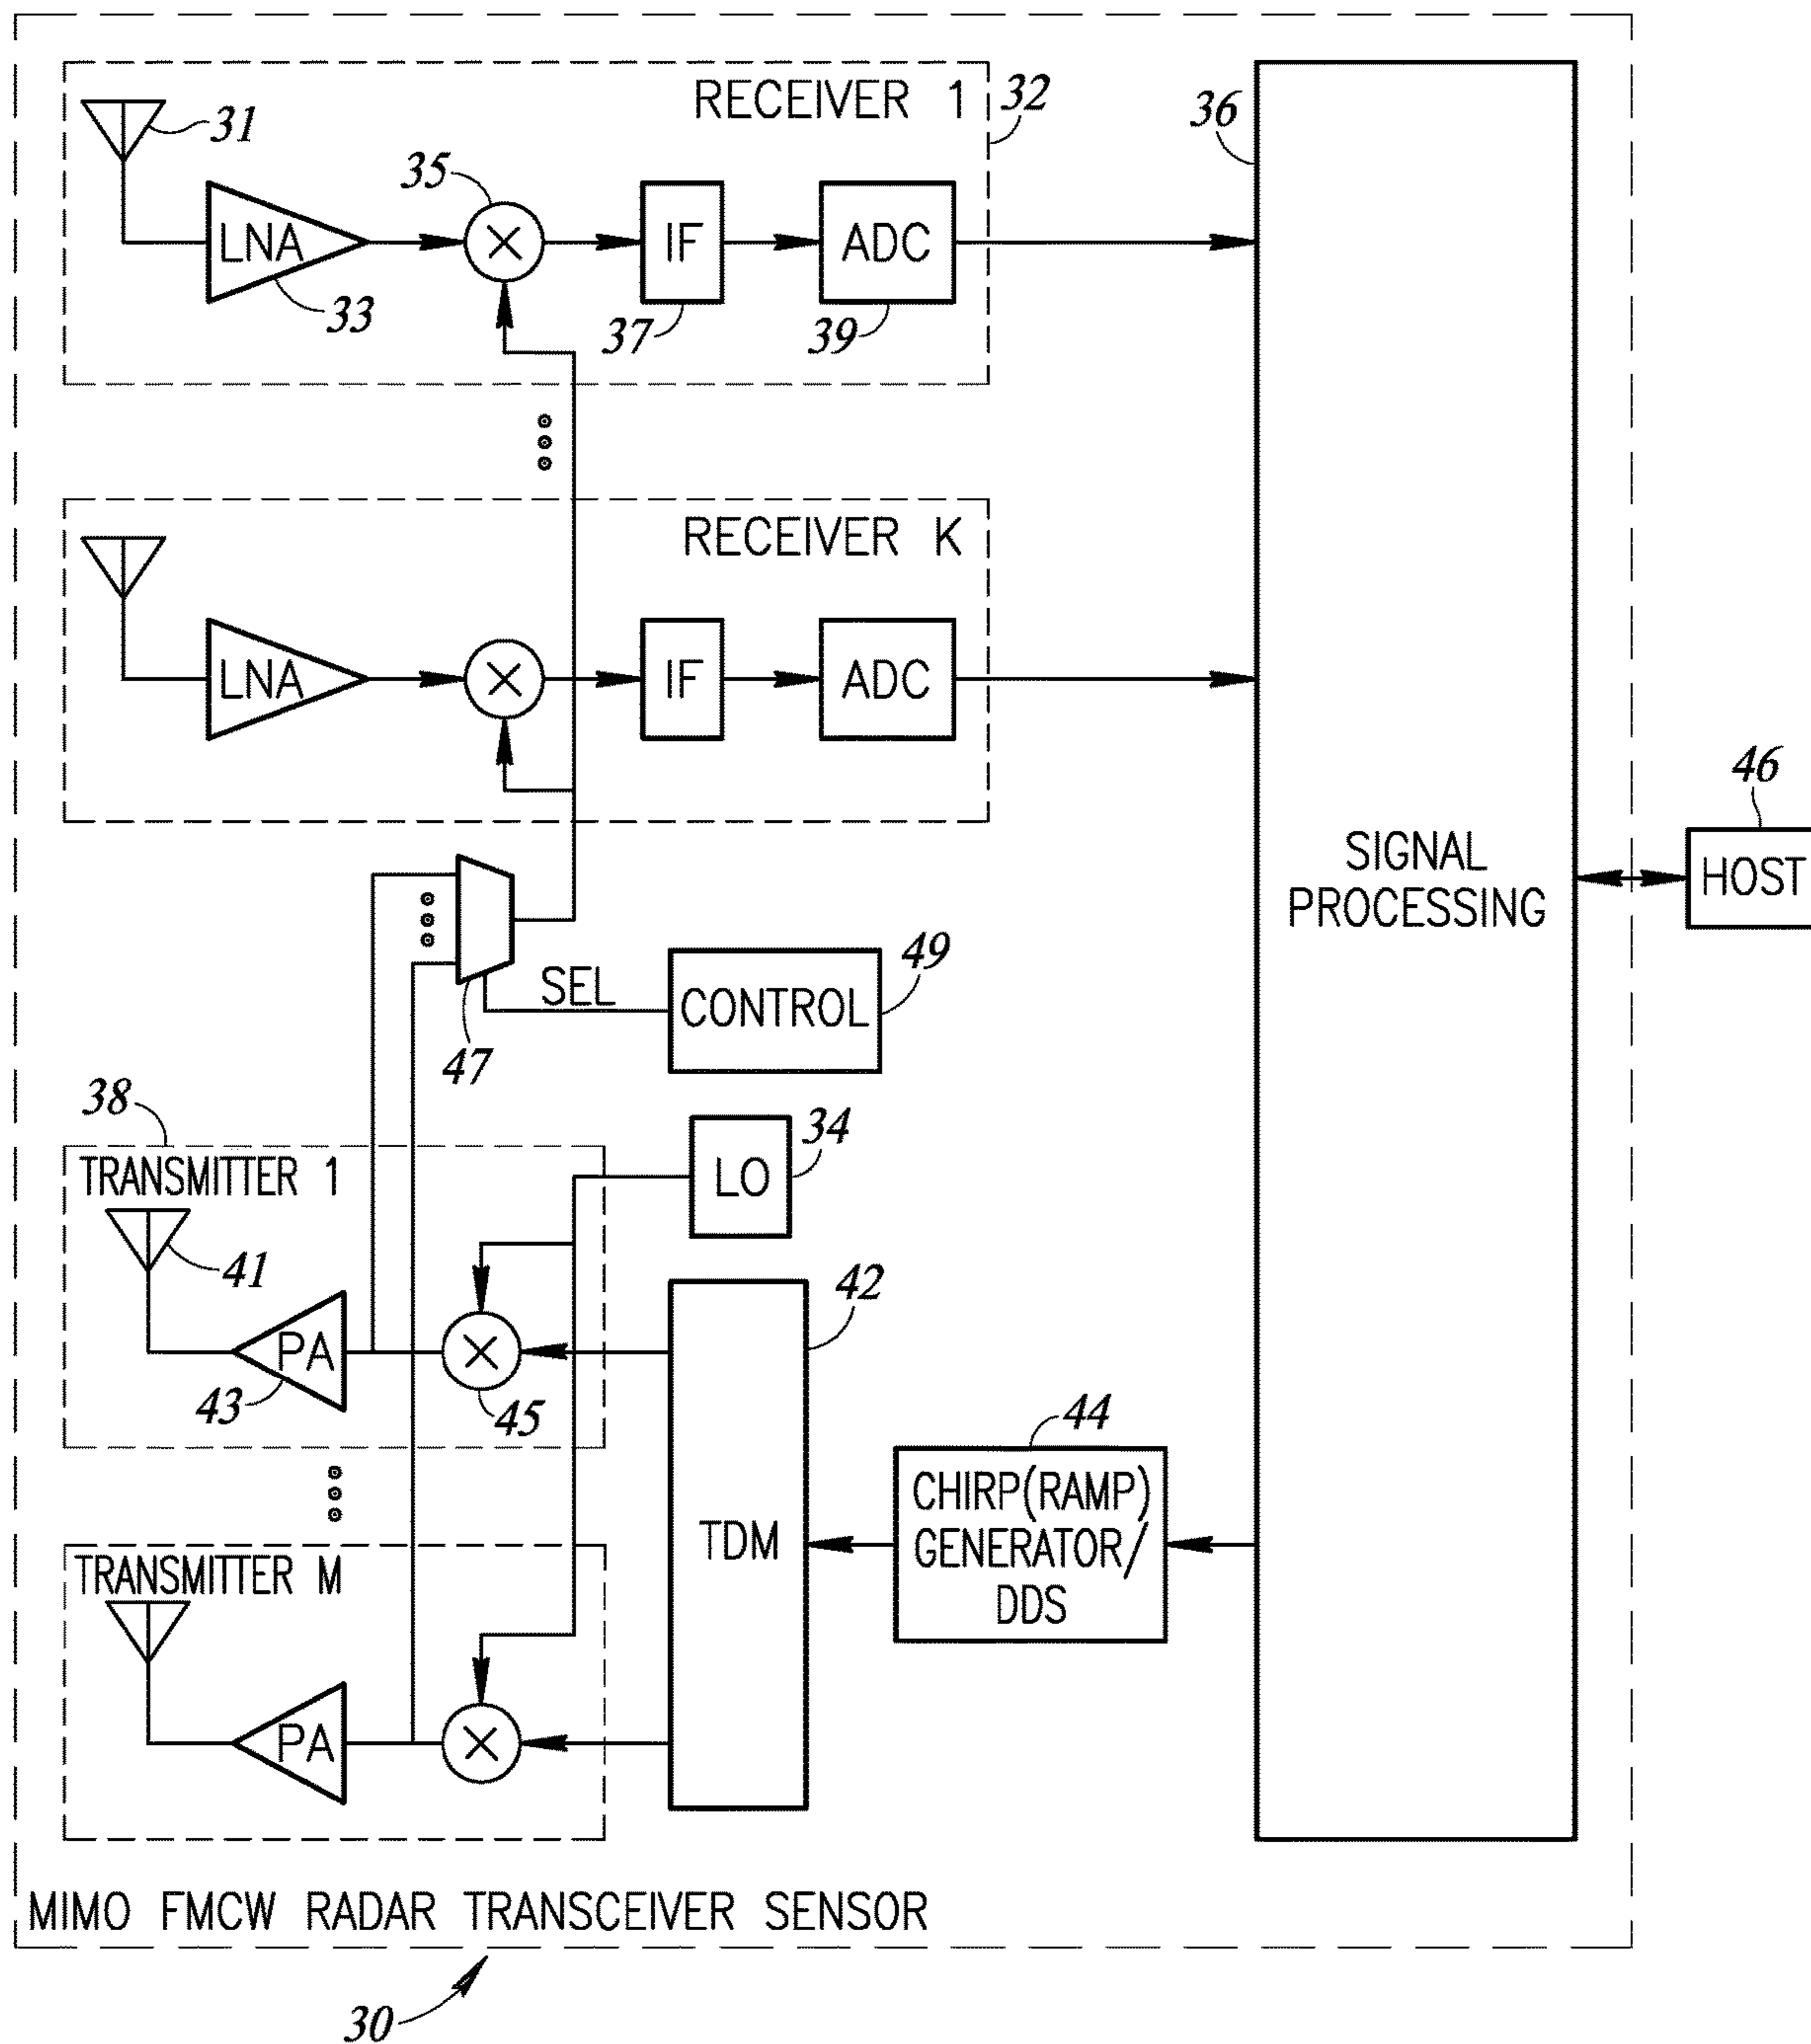 RECEIVER 1
32
31
35
36
LNA
IF
ADC
33
37
39
RECEIVER K
LNA
IF
ADC
46
SIGNAL
PROCESSING
HOST
SEL
CONTROL
49
47
38
34
TRANSMITTER 1
LO
41
42
PA
43
45
44
CHIRP(RAMP)
GENERATOR/
DDS
TDM
TRANSMITTER M
PA
MIMO FMCW RADAR TRANSCEIVER SENSOR
30